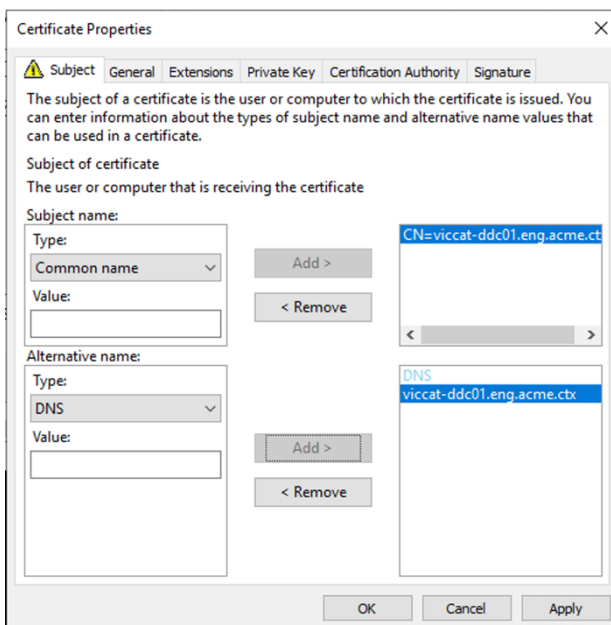 Certificate Properties
Subject General Extensions Private Key Certification Authority Signature
The subject of a certificate is the user or computer to which the certificate is issued. You
can enter information about the types of subject name and alternative name values that
can be used in a certificate.
Subject of certificate
The user or computer that is receiving the certificate
Subject name:
Type:
Common name
Value:
Add >
< Remove
CN=viccat-ddc01.eng.acme.ct
Alternative name:
Type:
DNS
Value:
Add >
< Remove
DNS
viccat-ddc01.eng.acme.ctx
OK Cancel Apply